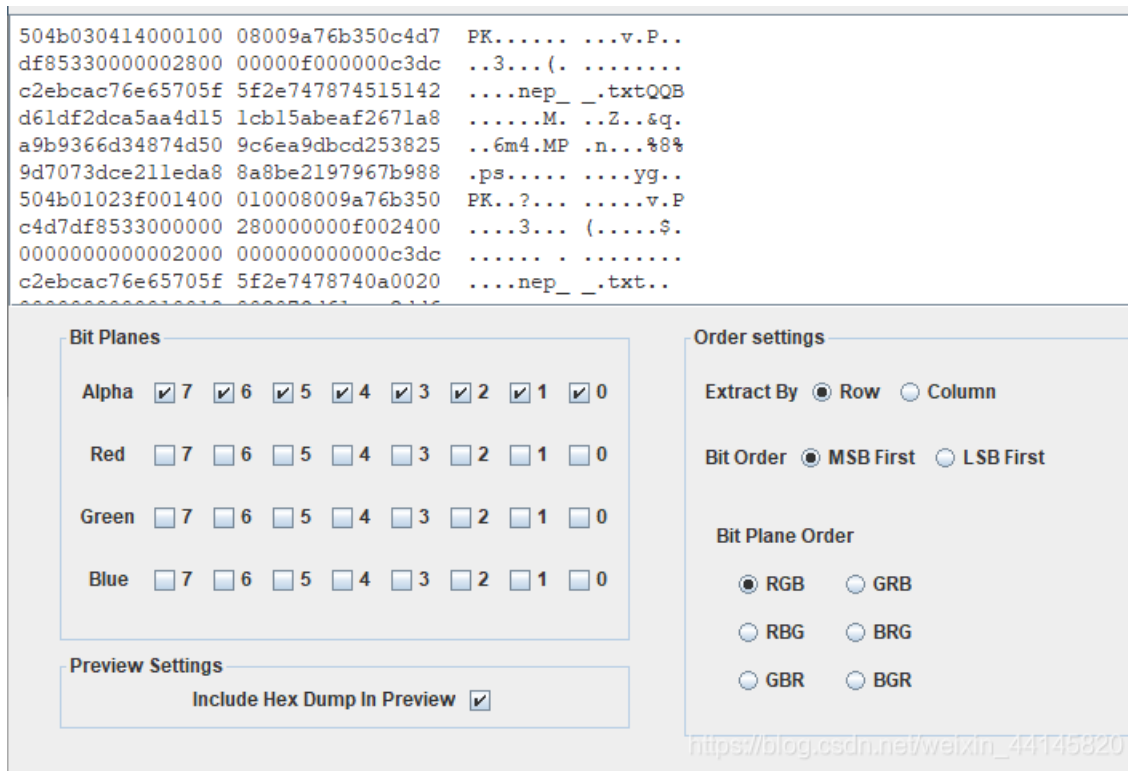 504b030414000100 08009a76b350c4d7 PK...... ...v.P..
df85330000002800 00000f000000c3dc ..3...(. ........
c2ebcac76e65705f 5f2e747874515142 ....nep_ _.txtQQB
d61df2dca5aa4d15 1cb15abeaf2671a8 ......M. ..Z..&q.
a9b9366d34874d50 9c6ea9dbcd253825 ..6m4.MP .n...%8%
9d7073dce211eda8 8a8be2197967b988 .ps..... ....yg..
504b01023f001400 010008009a76b350 PK..?... .....v.P
c4d7df8533000000 280000000f002400 ....3... (.....$.
0000000000002000 000000000000c3dc ...... . ........
c2ebcac76e65705f 5f2e7478740a0020 ....nep_ _.txt..
Bit Planes
Alpha 7 6 5 4 3 2 1 0
Red 7 6 5 4 3 2 1 0
Green 7 6 5 4 3 2 1 0
Blue 7 6 5 4 3 2 1 0
Preview Settings
Include Hex Dump In Preview
Order settings
Extract By Row Column
Bit Order MSB First LSB First
Bit Plane Order
RGB GRB
RBG BRG
GBR BGR
https://blog.csdn.net/weixin_44145820